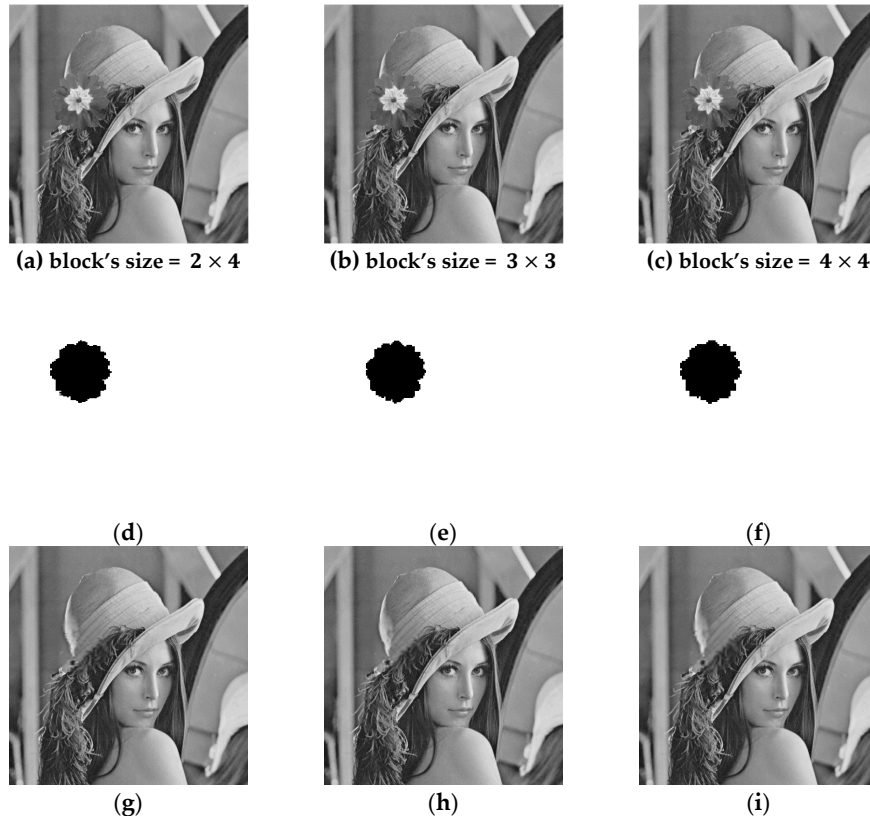 (a) block’s size = 2 × 4 (b) block’s size = 3 × 3 (c) block’s size = 4 × 4
(d) (e) (f)
(g) (h) (i)